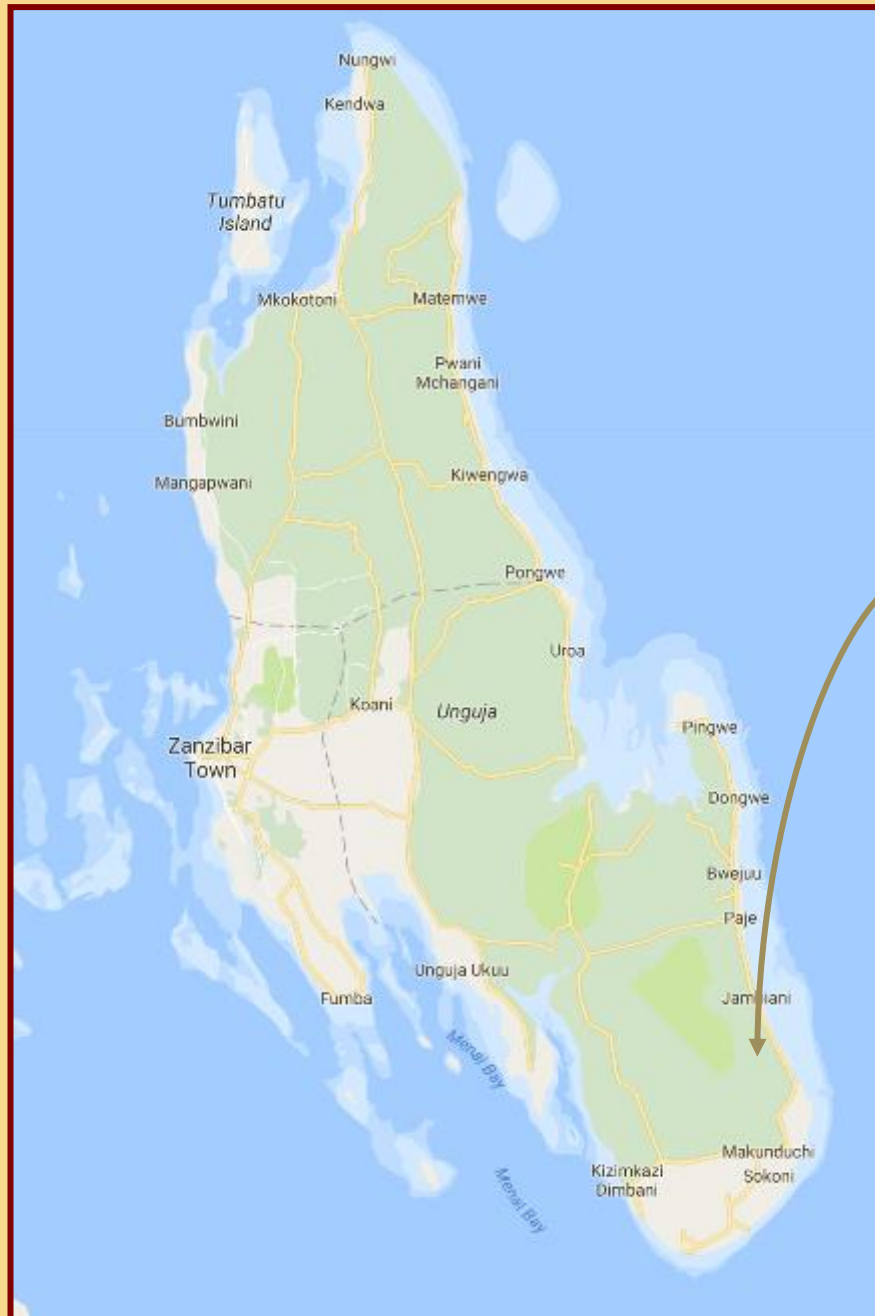 Nungwi
Kendwa
Tumbatu
Island
Mkokotoni
Matemwe
Pwani
Mchangani
Bumbwini
Kiwengwa
Mangapwani
Pongwe
Uroa
Koani
Unguja
Pingwe
Zanzibar
Town
Dongwe
Bwejuu
Paje
Unguja Ukuu
Fumba
Jambiani
Menai Bay
Makunduchi
Sokoni
Kizimkazi
Dimbani
Menai Bay